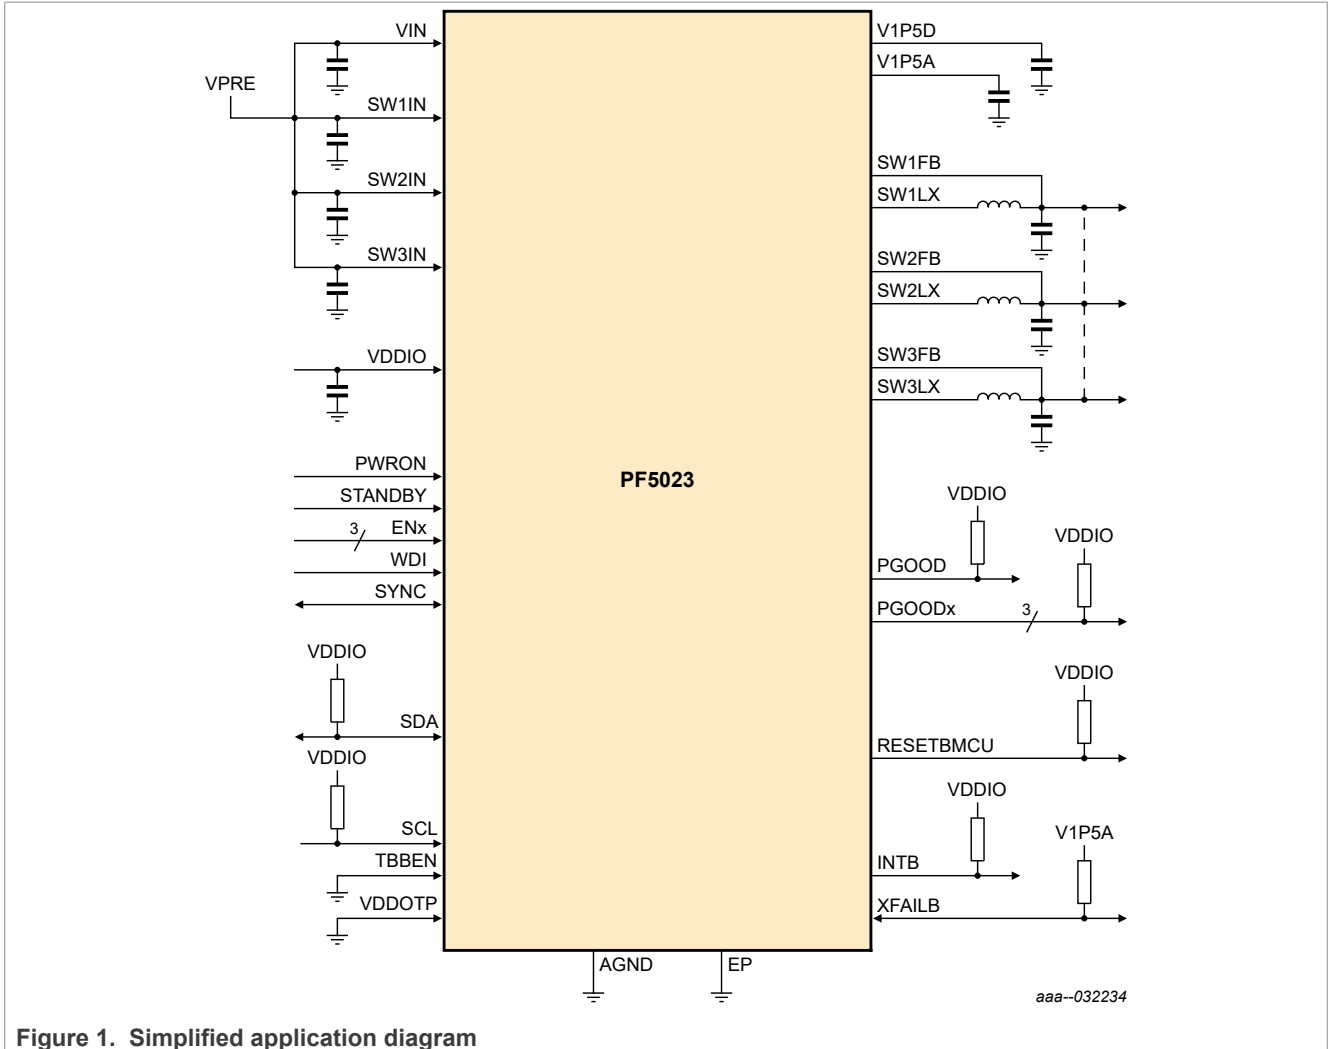 VPRE
VIN
SW1IN
SW2IN
SW3IN
VDDIO
PWRON
STANDBY
3
ENx
WDI
SYNC
VDDIO
SDA
VDDIO
SCL
TBBEN
VDDOTP
PF5023
AGND
EP
V1P5D
V1P5A
SW1FB
SW1LX
SW2FB
SW2LX
SW3FB
SW3LX
VDDIO
PGOOD
VDDIO
PGOODx
3
VDDIO
RESETBMCU
VDDIO
INTB
V1P5A
XFAILB
aaa--032234
Figure 1. Simplified application diagram